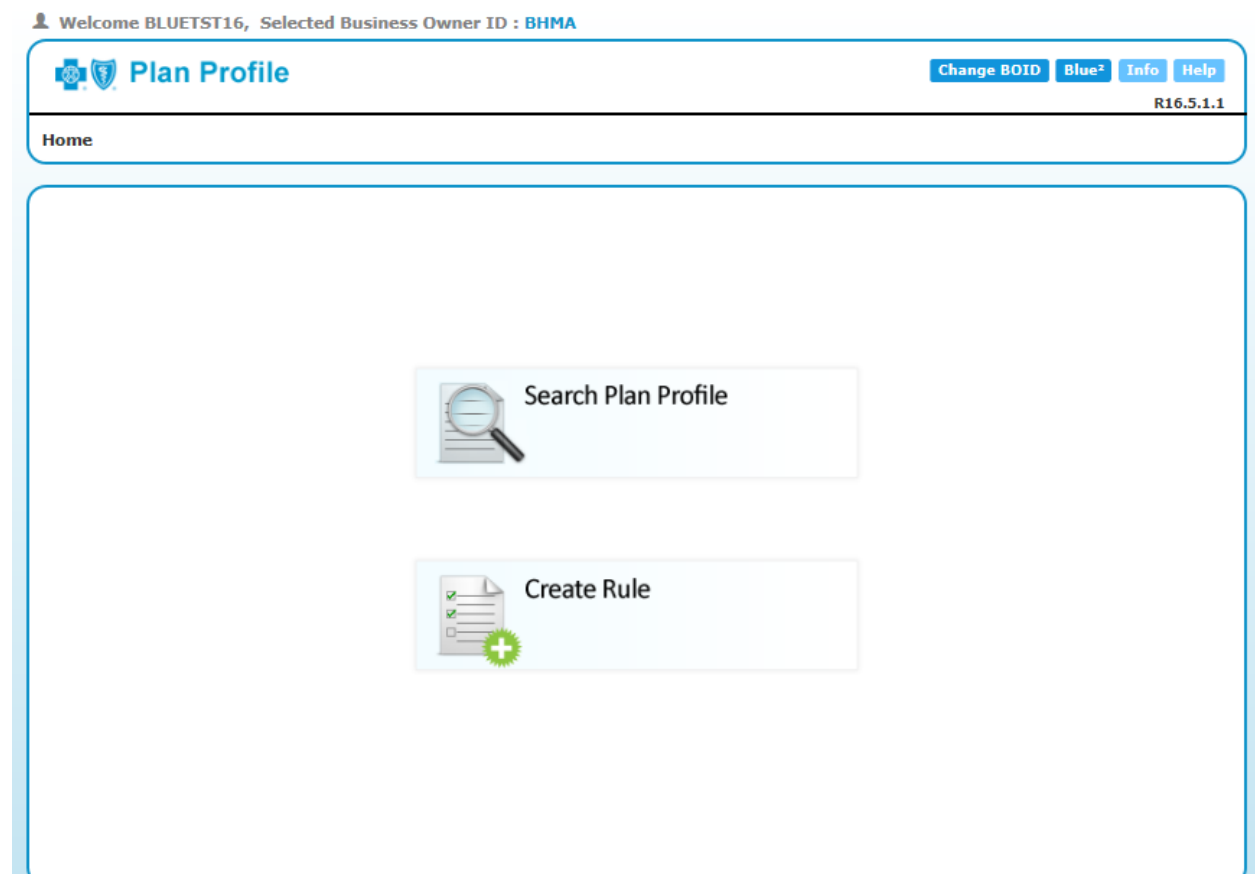 Welcome BLUETST16, Selected Business Owner ID : BHMA
Plan Profile
Change BOID Blue² Info Help
R16.5.1.1
Home
Search Plan Profile
Create Rule